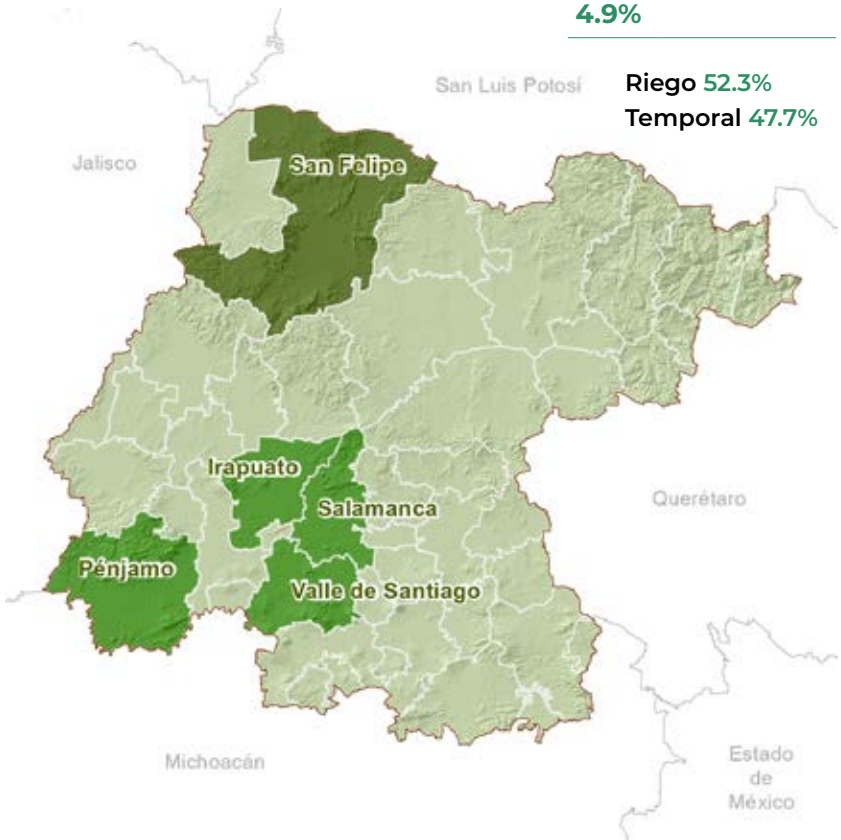 4.9%
Riego 52.3%
Temporal 47.7%
San Luis Potosí
Jalisco
San Felipe
Irapuato
Salamanca
Querétaro
Pénjamo
Valle de Santiago
Michoacán
Estado
de
México